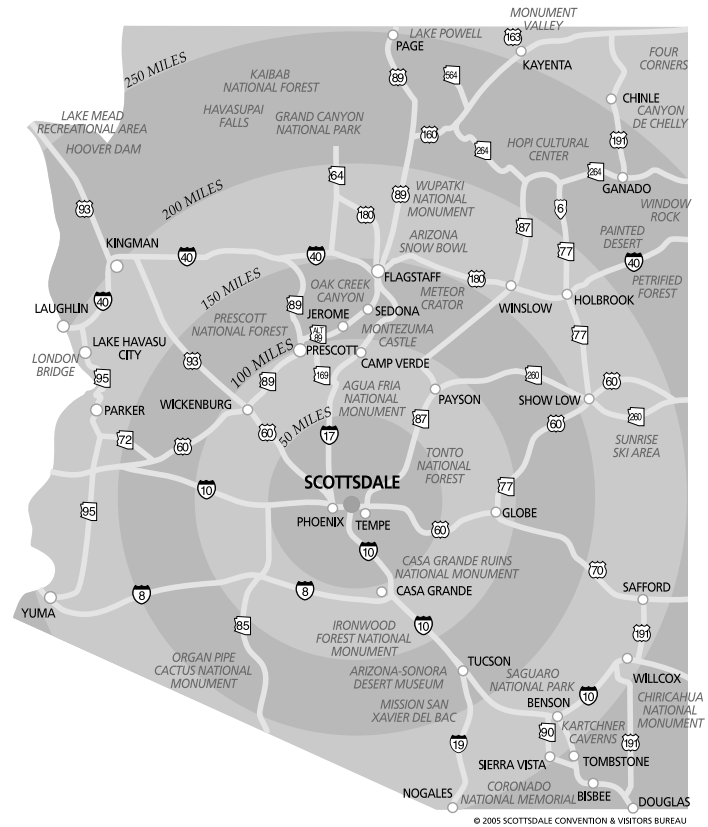 MONUMENT
VALLEY
LAKE POWELL
163
PAGE
KAYENTA
FOUR
CORNERS
250 MILES
KAIBAB
NATIONAL FOREST
89
564
CHINLE
CANYON
DE CHELLY
LAKE MEAD
RECREATIONAL AREA
HOOVER DAM
HAVASUPAI
FALLS
GRAND CANYON
NATIONAL PARK
160
191
264
HOPI CULTURAL
CENTER
264
GANADO
64
200 MILES
89
WUPATKI
NATIONAL
MONUMENT
6
WINDOW
ROCK
93
180
87
PAINTED
DESERT
KINGMAN
ARIZONA
SNOW BOWL
77
40
40
40
FLAGSTAFF
180
PETRIFIED
FOREST
150 MILES
OAK CREEK
CANYON
METEOR
CRATOR
WINSLOW
HOLBROOK
40
LAUGHLIN
89
JEROME
SEDONA
PRESCOTT
NATIONAL FOREST
ALT
89
MONTEZUMA
CASTLE
77
LAKE HAVASU
CITY
PRESCOTT
CAMP VERDE
LONDON
BRIDGE
93
100 MILES
95
89
169
AGUA FRIA
NATIONAL
MONUMENT
260
60
PARKER
WICKENBURG
PAYSON
SHOW LOW
87
260
50 MILES
60
60
72
60
17
SUNRISE
SKI AREA
TONTO
NATIONAL
FOREST
SCOTTSDALE
77
10
95
PHOENIX
TEMPE
60
GLOBE
10
CASA GRANDE RUINS
NATIONAL MONUMENT
70
8
8
CASA GRANDE
SAFFORD
YUMA
85
IRONWOOD
FOREST NATIONAL
MONUMENT
10
191
ORGAN PIPE
CACTUS NATIONAL
MONUMENT
ARIZONA-SONORA
DESERT MUSEUM
TUCSON
SAGUARO
NATIONAL PARK
WILLCOX
MISSION SAN
XAVIER DEL BAC
BENSON
10
CHIRICAHUA
NATIONAL
MONUMENT
90
KARTCHNER
CAVERNS
19
191
SIERRA VISTA
TOMBSTONE
NOGALES
CORONADO
NATIONAL MEMORIAL
BISBEE
DOUGLAS
© 2005 SCOTTSDALE CONVENTION & VISITORS BUREAU